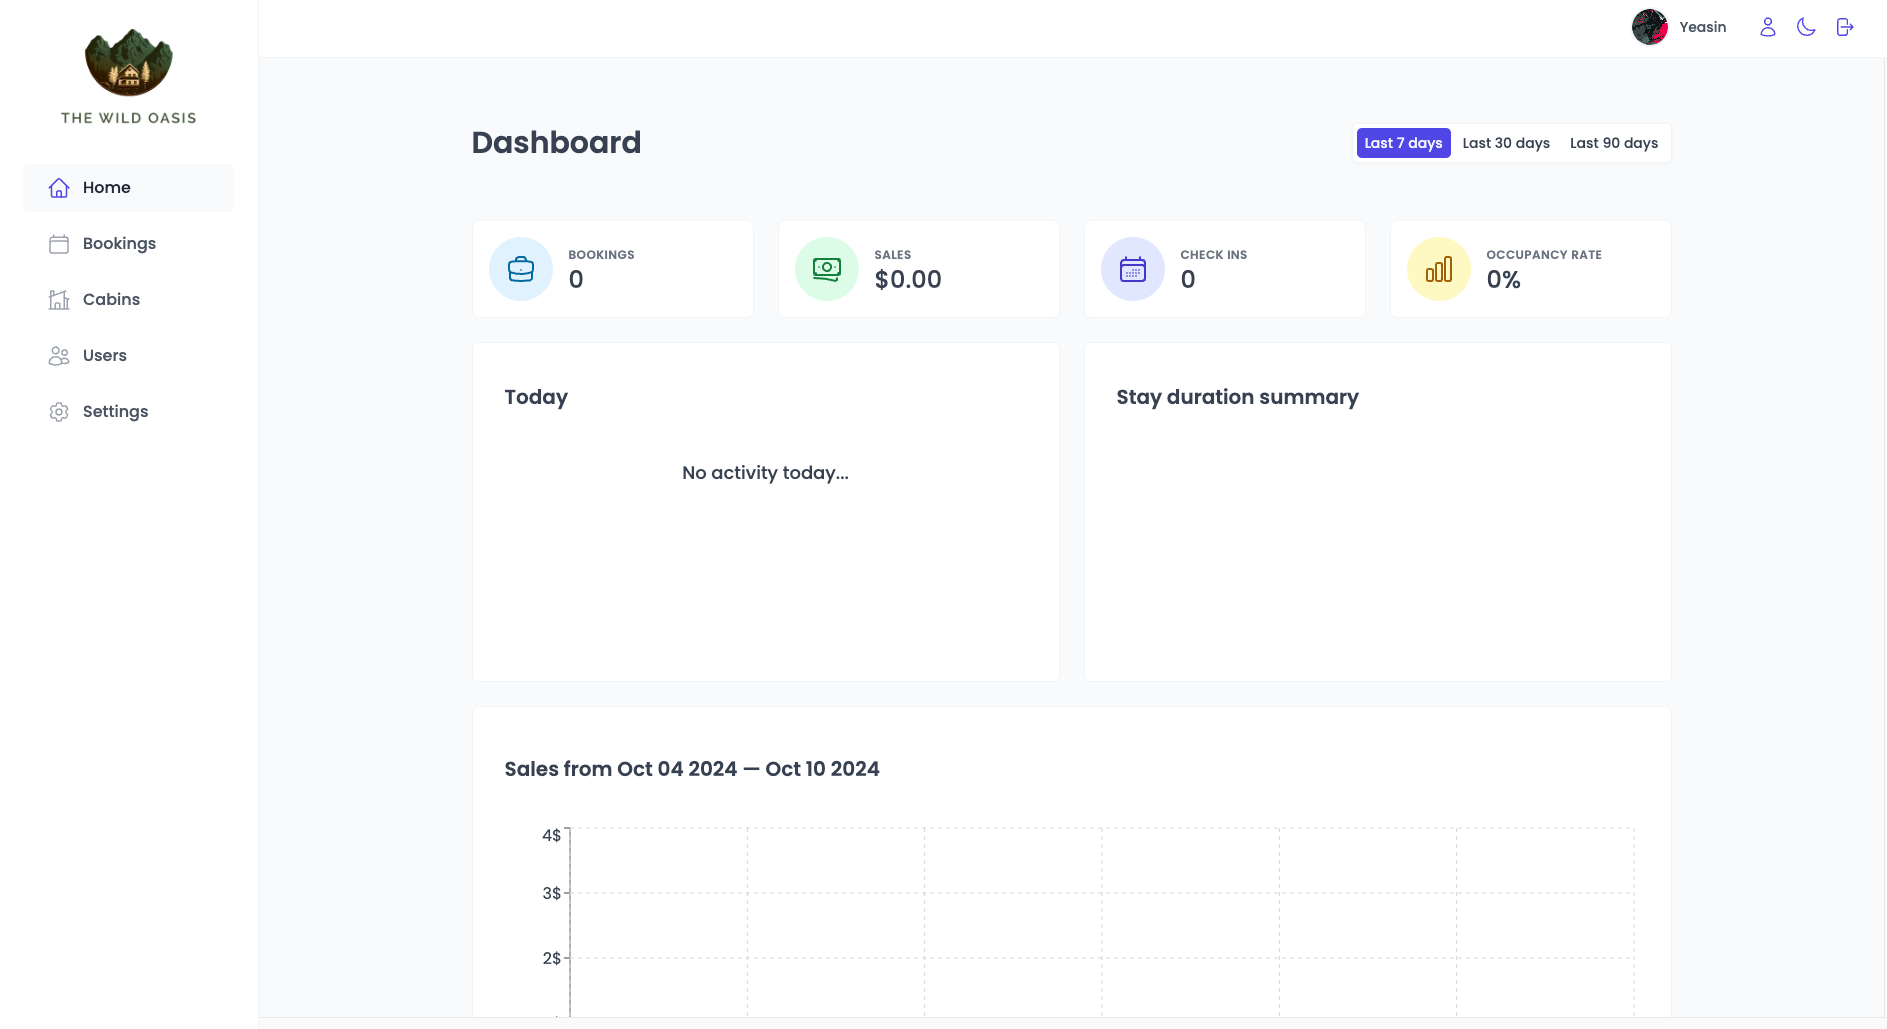 Yeasin
THE WILD OASIS
Home
Bookings
Cabins
Users
Settings
Dashboard
Last 7 days
Last 30 days
Last 90 days
BOOKINGS
0
SALES
$0.00
CHECK INS
0
OCCUPANCY RATE
0%
Today
No activity today...
Stay duration summary
Sales from Oct 04 2024 — Oct 10 2024
4$
3$
2$